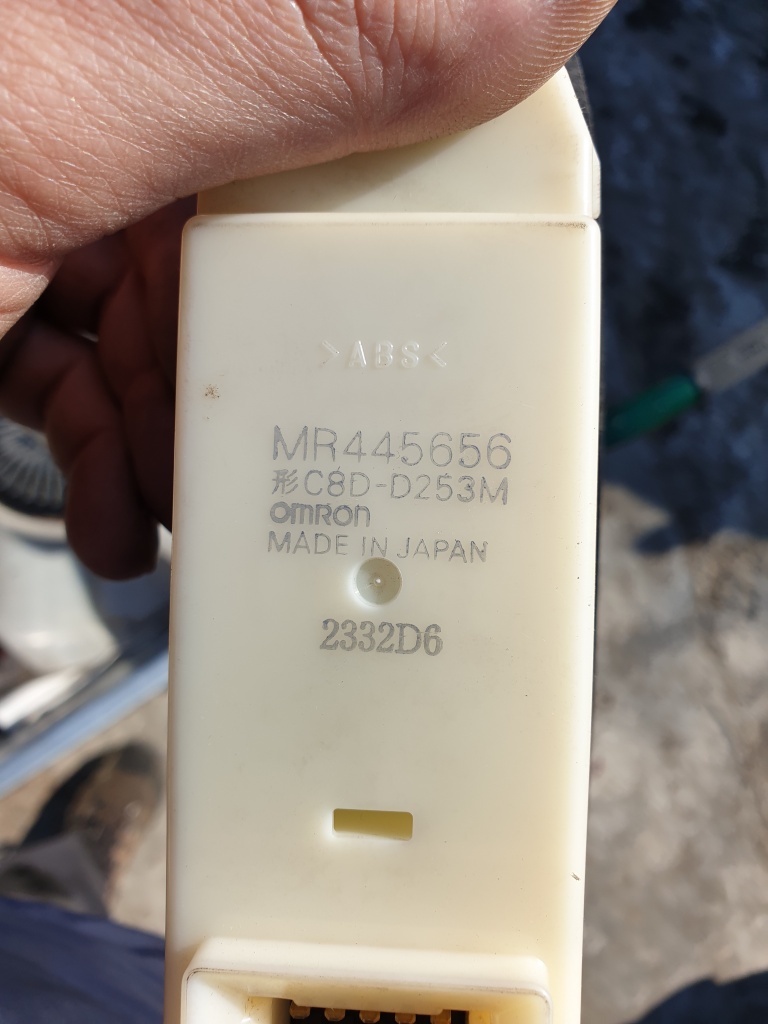 >ABS<
MR445656
形C8D-D253M
omron
MADE IN JAPAN
2332D6